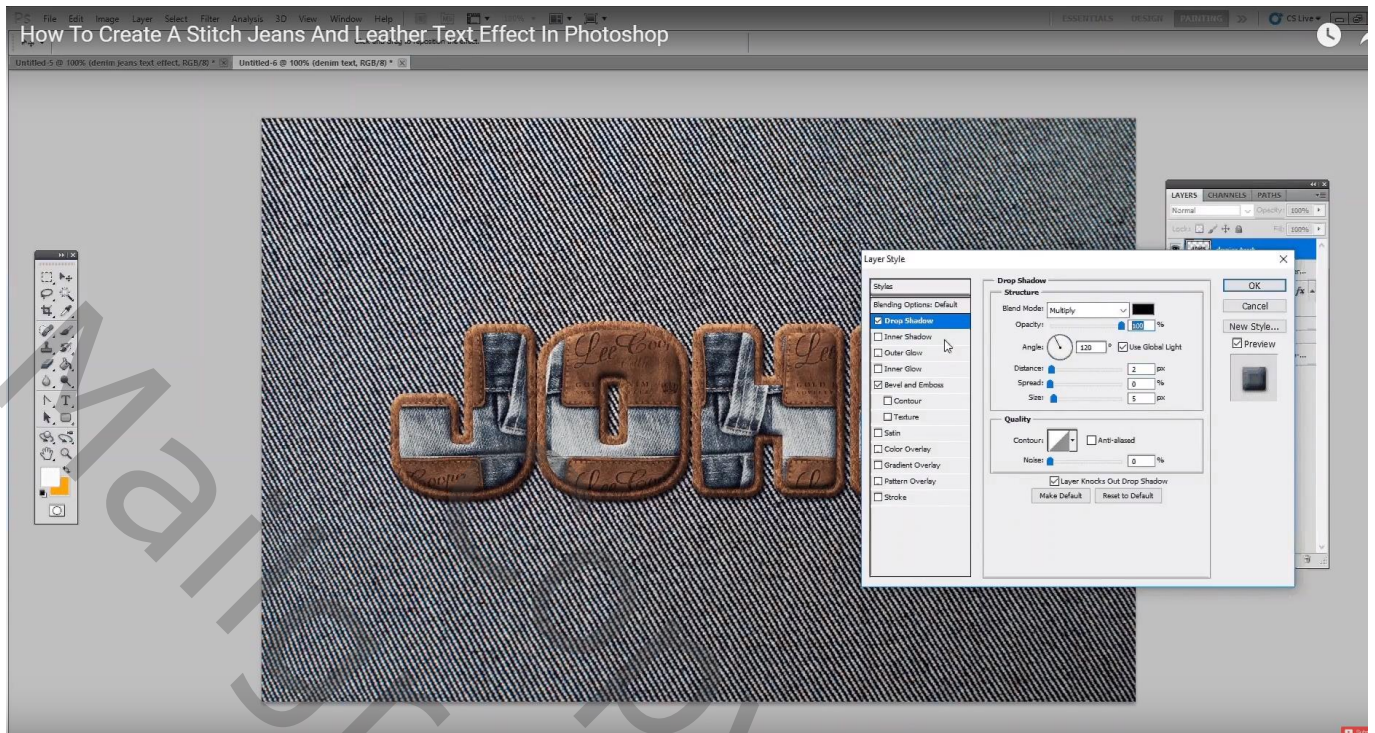 How To Create A Stitch Jeans And Leather Text Effect In Photoshop
File Edit Image Layer Select Filter Analysis 3D View Window Help
ESSENTIALS DESIGN PAINTING CS Live
Untitled-5 @ 100% (denim jeans text effect, RGB/8) *
Untitled-6 @ 100% (denim text, RGB/8) *
JOH
LAYERS CHANNELS PATHS
Normal Opacity: 100%
Lock: Fill: 100%
Layer Style
Styles
Blending Options: Default
Drop Shadow
Inner Shadow
Outer Glow
Inner Glow
Bevel and Emboss
Contour
Texture
Satin
Color Overlay
Gradient Overlay
Pattern Overlay
Stroke
Drop Shadow
Structure
Blend Mode: Multiply
Opacity: 100 %
Angle: 120 ° Use Global Light
Distance: 2 px
Spread: 0 %
Size: 5 px
Quality
Contour: Anti-aliased
Noise: 0 %
Layer Knocks Out Drop Shadow
Make Default Reset to Default
OK
Cancel
New Style...
Preview
fx